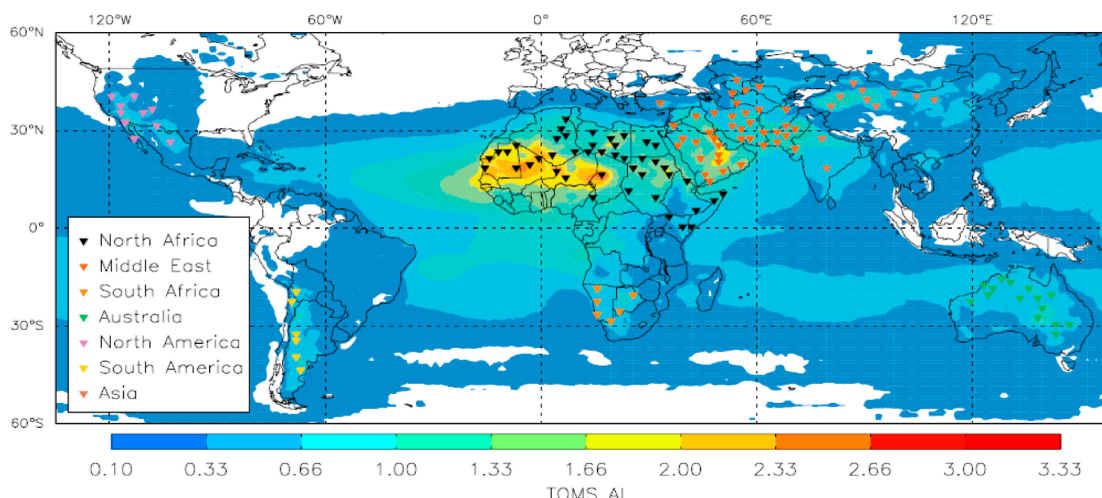 120°W 60°W 0° 60°E 120°E
60°N
30°N
0°
30°S
60°S
North Africa
Middle East
South Africa
Australia
North America
South America
Asia
0.10 0.33 0.66 1.00 1.33 1.66 2.00 2.33 2.66 3.00 3.33
TOMS AI